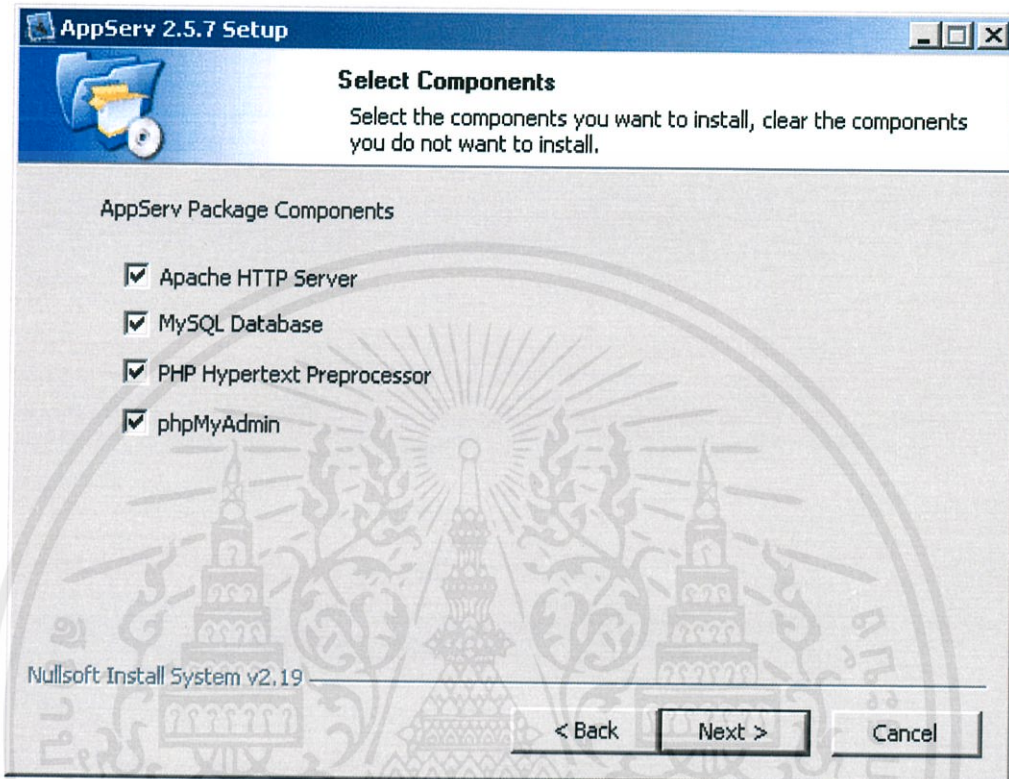 AppServ 2.5.7 Setup
Select Components
Select the components you want to install, clear the components
you do not want to install.
AppServ Package Components
Apache HTTP Server
MySQL Database
PHP Hypertext Preprocessor
phpMyAdmin
Nullsoft Install System v2.19
< Back Next > Cancel